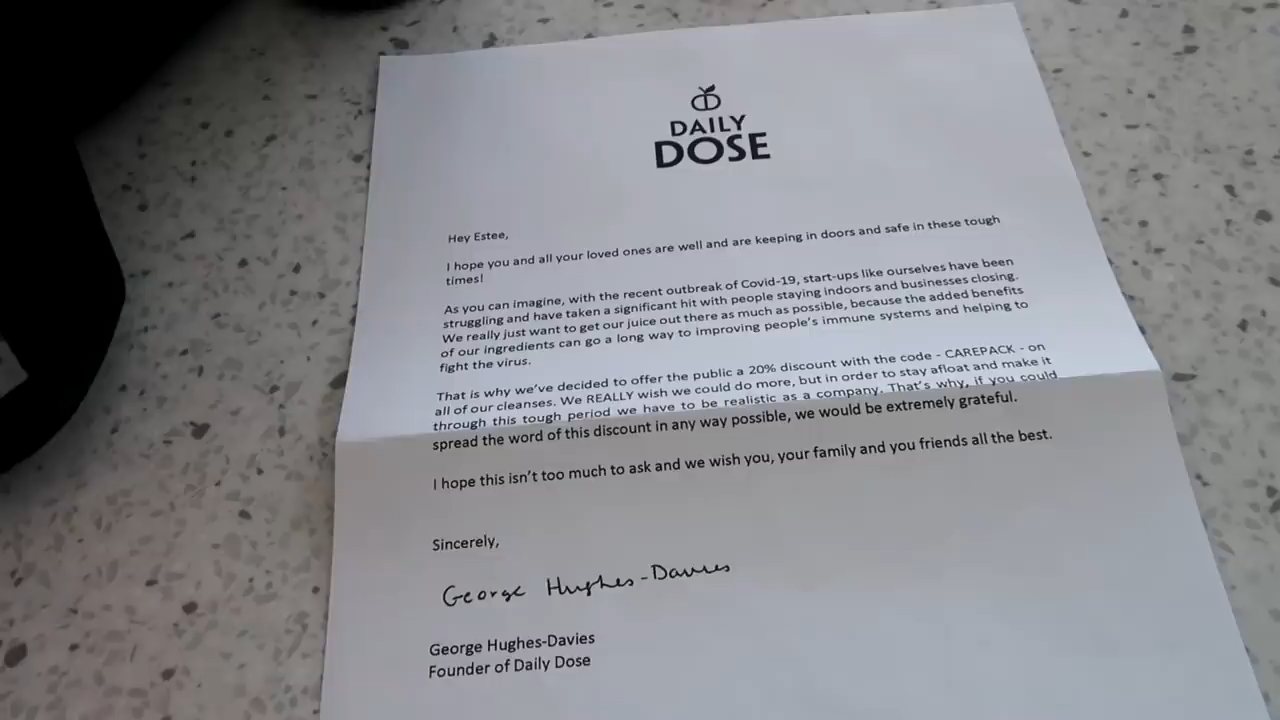 DAILY
DOSE
Hey Estee,
I hope you and all your loved ones are well and are keeping in doors and safe in these tough
times!
As you can imagine, with the recent outbreak of Covid-19, start-ups like ourselves have been
struggling and have taken a significant hit with people staying indoors and businesses closing.
We really just want to get our juice out there as much as possible, because the added benefits
of our ingredients can go a long way to improving people's immune systems and helping to
fight the virus.
That is why we've decided to offer the public a 20% discount with the code - CAREPACK - on
all of our cleanses. We REALLY wish we could do more, but in order to stay afloat and make it
through this tough period we have to be realistic as a company. That's why, if you could
spread the word of this discount in any way possible, we would be extremely grateful.
I hope this isn't too much to ask and we wish you, your family and you friends all the best.
Sincerely,
George Hughes-Davies
George Hughes-Davies
Founder of Daily Dose